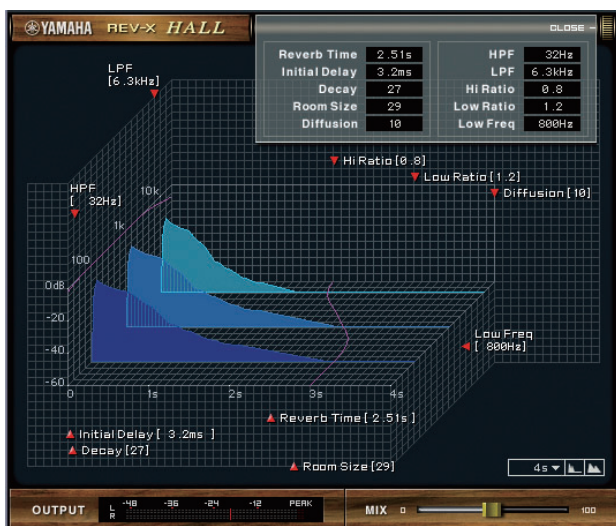 YAMAHA REV-X HALL
CLOSE –
Reverb Time 2.51s HPF 32Hz
Initial Delay 3.2ms LPF 6.3kHz
Decay 27 Hi Ratio 0.8
Room Size 29 Low Ratio 1.2
Diffusion 10 Low Freq 800Hz
LPF
[6.3kHz]
Hi Ratio [0.8]
Low Ratio [1.2]
Diffusion [10]
HPF
[ 32Hz]
10k
1k
100
0dB
-20
-40
-60
Low Freq
[ 800Hz]
0 1s 2s 3s 4s
Reverb Time [2.51s]
Initial Delay [ 3.2ms ]
Decay [27]
Room Size [29]
4s
OUTPUT L R -48 -36 -24 -12 PEAK MIX 0 100